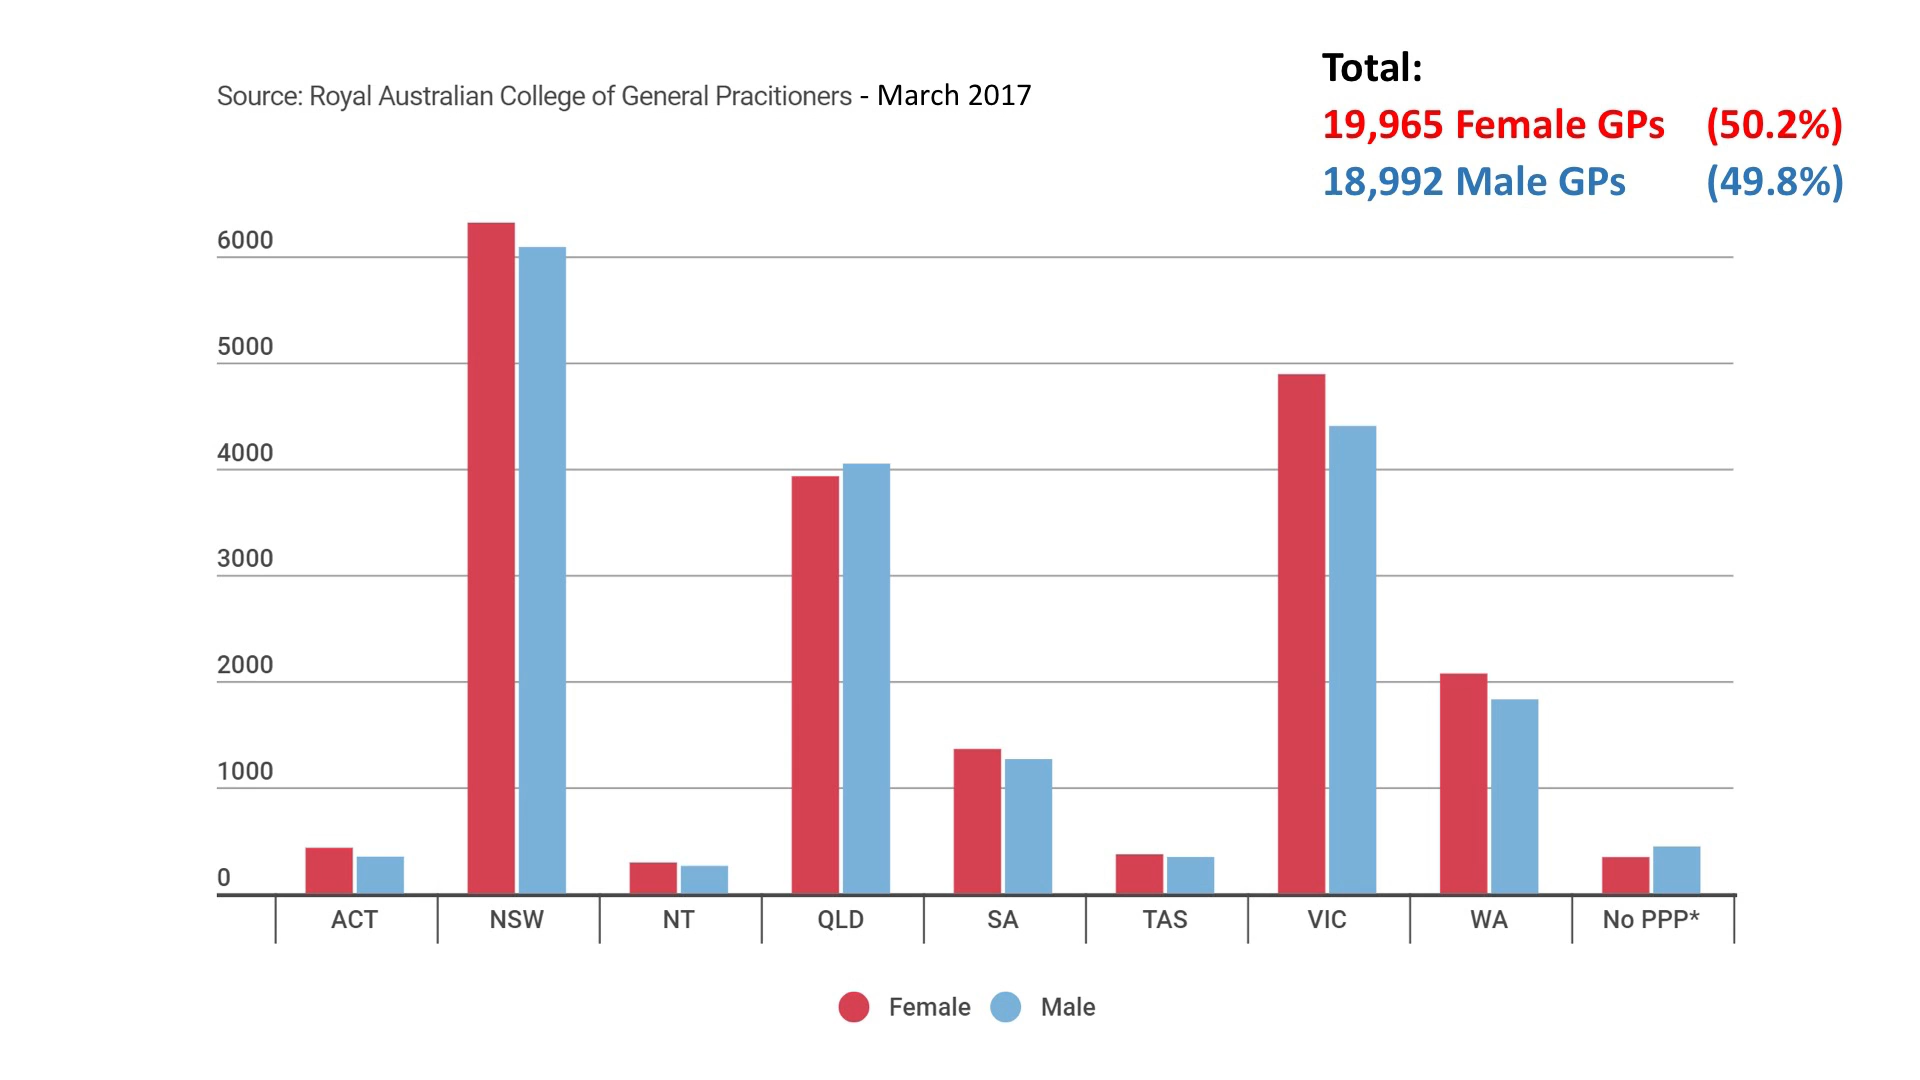 Source: Royal Australian College of General Pracitioners - March 2017
Total:
19,965 Female GPs (50.2%)
18,992 Male GPs (49.8%)
6000
5000
4000
3000
2000
1000
0
ACT NSW NT QLD SA TAS VIC WA No PPP*
Female Male